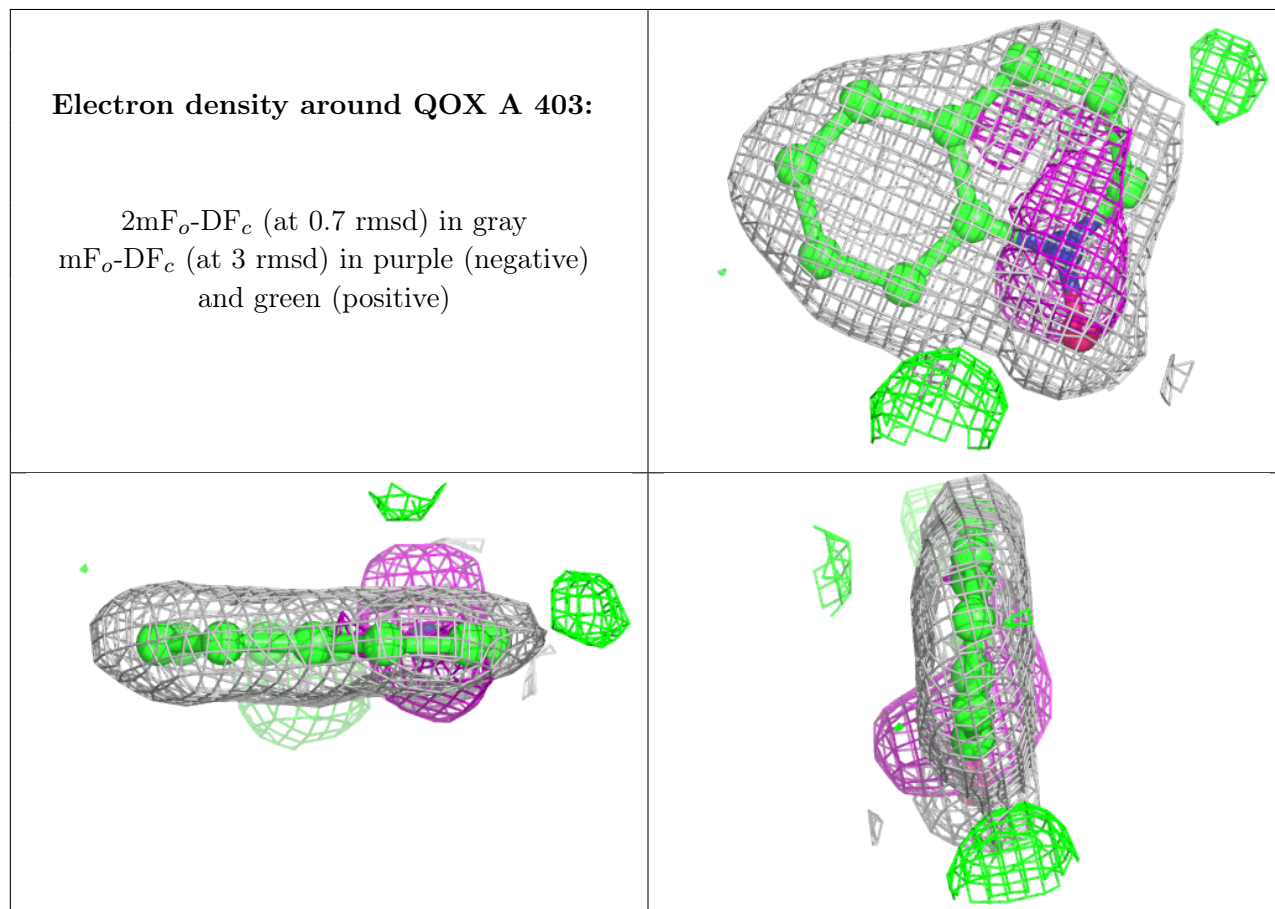 Electron density around QOX A 403:
2mFo-DFc (at 0.7 rmsd) in gray
mFo-DFc (at 3 rmsd) in purple (negative)
and green (positive)